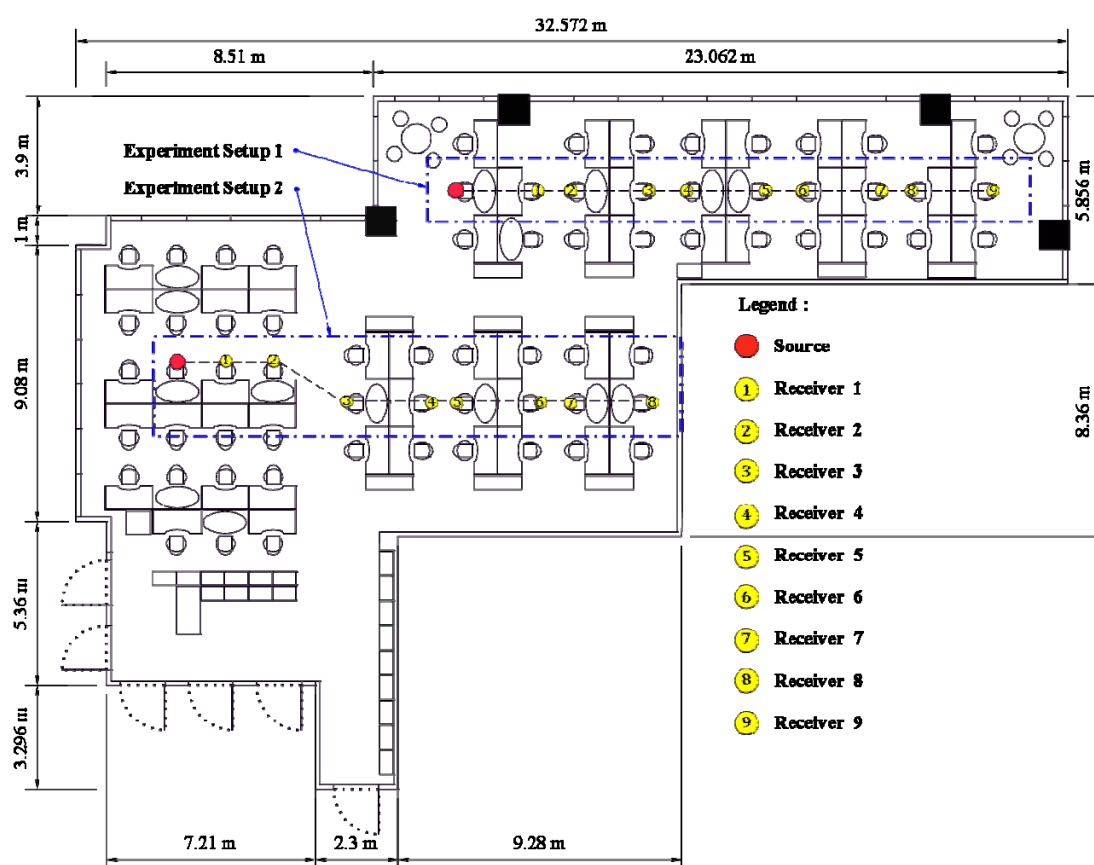 32.572 m
8.51 m
23.062 m
3.9 m
Experiment Setup 1
Experiment Setup 2
5.856 m
1 m
1
2
3
4
5
6
7
8
9
9.08 m
1
2
3
4
5
6
7
8
8.36 m
Legend :
Source
1 Receiver 1
2 Receiver 2
3 Receiver 3
4 Receiver 4
5 Receiver 5
6 Receiver 6
7 Receiver 7
8 Receiver 8
9 Receiver 9
5.36 m
3.296 m
7.21 m
2.3 m
9.28 m